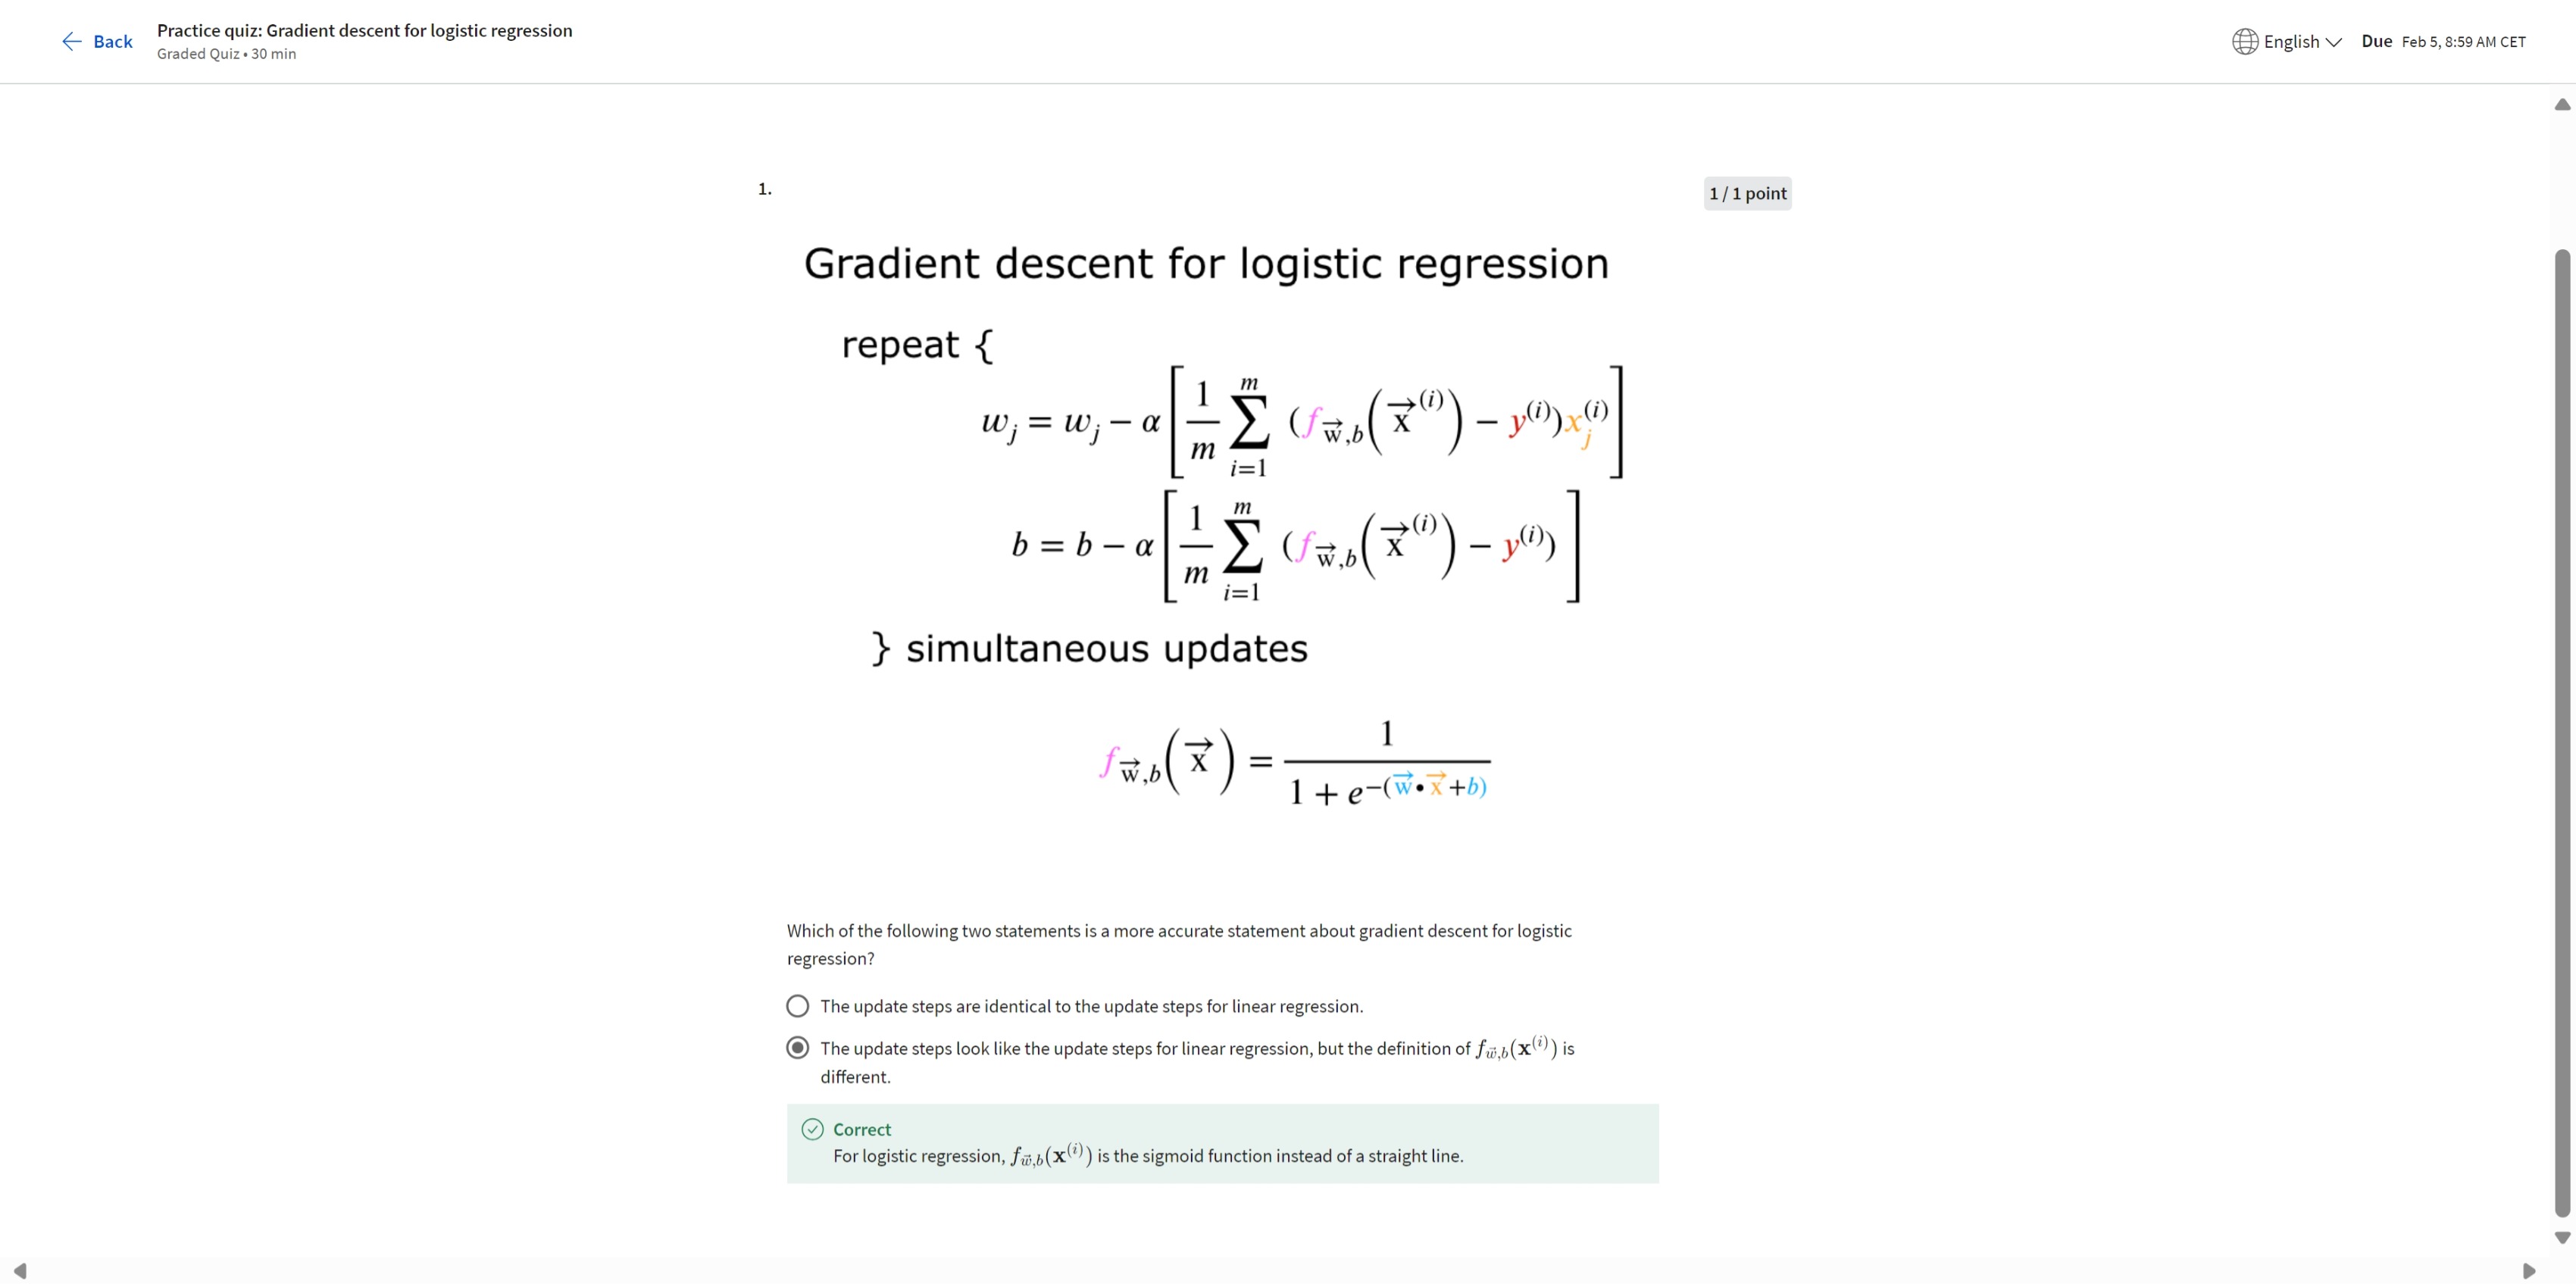 Back
Practice quiz: Gradient descent for logistic regression
Graded Quiz • 30 min
English
Due Feb 5, 8:59 AM CET
1.
1 / 1 point
Gradient descent for logistic regression
repeat {
$w_j = w_j - \alpha \left[ \frac{1}{m} \sum_{i=1}^{m} (f_{\vec{w},b}(\vec{x}^{(i)}) - y^{(i)}) x_j^{(i)} \right]$
$b = b - \alpha \left[ \frac{1}{m} \sum_{i=1}^{m} (f_{\vec{w},b}(\vec{x}^{(i)}) - y^{(i)}) \right]$
} simultaneous updates
$f_{\vec{w},b}(\vec{x}) = \frac{1}{1 + e^{-(\vec{w} \bullet \vec{x} + b)}}$
Which of the following two statements is a more accurate statement about gradient descent for logistic
regression?
The update steps are identical to the update steps for linear regression.
The update steps look like the update steps for linear regression, but the definition of $f_{\vec{w},b}(\mathbf{x}^{(i)})$ is
different.
Correct
For logistic regression, $f_{\vec{w},b}(\mathbf{x}^{(i)})$ is the sigmoid function instead of a straight line.